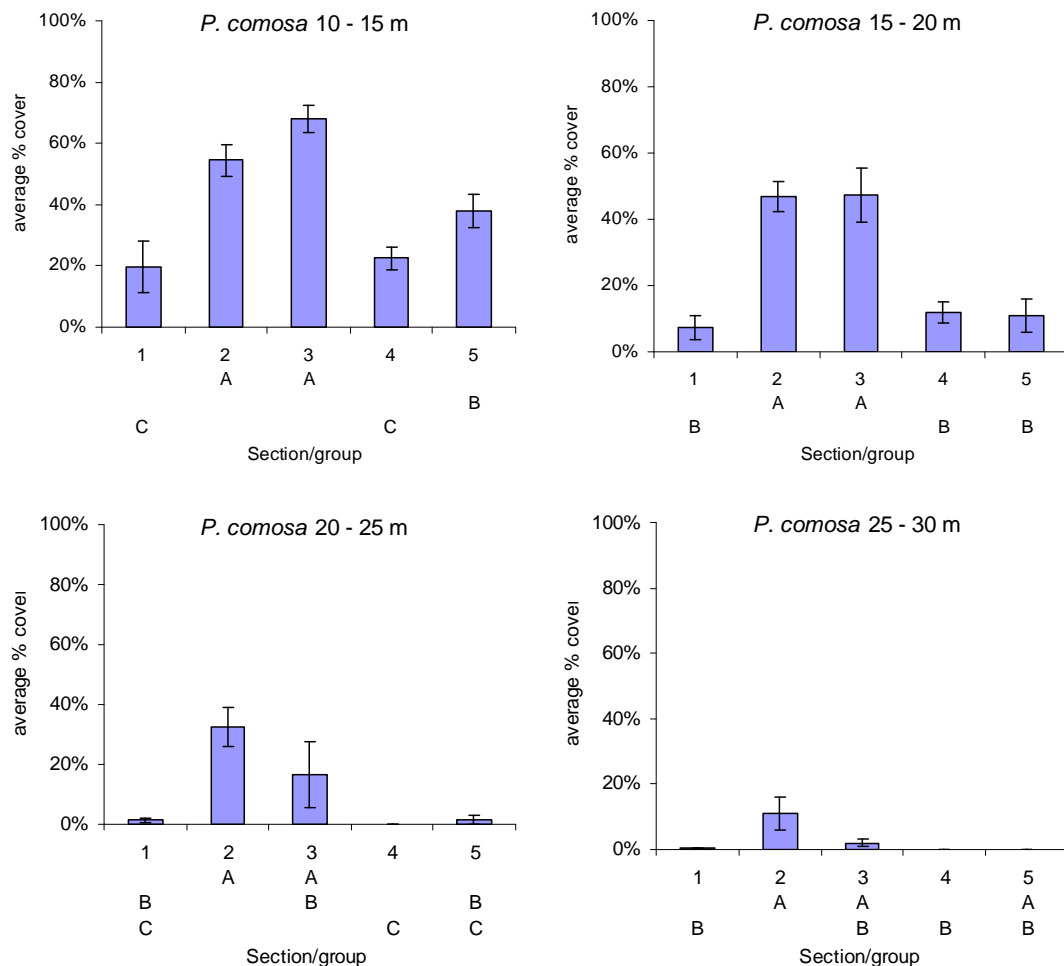 P. comosa 10 - 15 m
100%
80%
60%
40%
20%
0%
average % cover
1 2 3 4 5
A A
B
C C
Section/group
P. comosa 15 - 20 m
100%
80%
60%
40%
20%
0%
average % cover
1 2 3 4 5
A A
B B B
Section/group
P. comosa 20 - 25 m
100%
80%
60%
40%
20%
0%
average % cover
1 2 3 4 5
A A
B B B
C C C
Section/group
P. comosa 25 - 30 m
100%
80%
60%
40%
20%
0%
average % cover
1 2 3 4 5
A A A
B B B B
Section/group